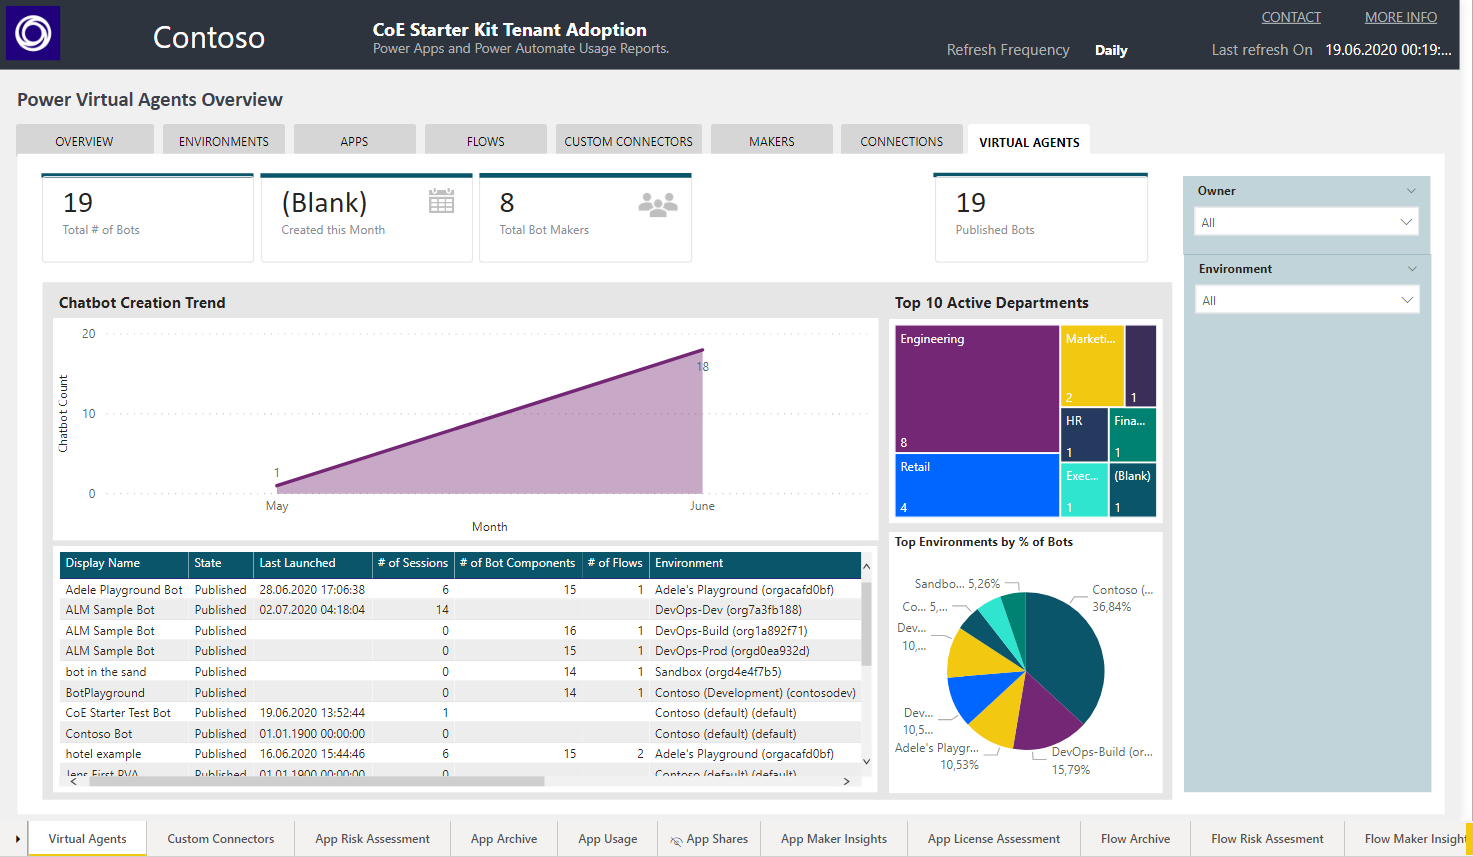 Contoso
CoE Starter Kit Tenant Adoption
Power Apps and Power Automate Usage Reports.
CONTACT MORE INFO
Refresh Frequency Daily Last refresh On 19.06.2020 00:19:...
Power Virtual Agents Overview
OVERVIEW ENVIRONMENTS APPS FLOWS CUSTOM CONNECTORS MAKERS CONNECTIONS VIRTUAL AGENTS
19
Total # of Bots
(Blank)
Created this Month
8
Total Bot Makers
19
Published Bots
Owner
All
Environment
All
Chatbot Creation Trend
20
10
0
Chatbot Count
1
18
May June
Month
Top 10 Active Departments
Engineering
8
Retail
4
Marketi...
2
1
HR
1
Fina...
1
Exec...
1
(Blank)
1
Display Name State Last Launched # of Sessions # of Bot Components # of Flows Environment
Adele Playground Bot Published 28.06.2020 17:06:38 6 15 1 Adele's Playground (orgacafd0bf)
ALM Sample Bot Published 02.07.2020 04:18:04 14 DevOps-Dev (org7a3fb188)
ALM Sample Bot Published 0 16 1 DevOps-Build (org1a892f71)
ALM Sample Bot Published 0 15 1 DevOps-Prod (orgd0ea932d)
bot in the sand Published 0 14 1 Sandbox (orgd4e4f7b5)
BotPlayground Published 0 14 1 Contoso (Development) (contosodev)
CoE Starter Test Bot Published 19.06.2020 13:52:44 1 Contoso (default) (default)
Contoso Bot Published 01.01.1900 00:00:00 0 Contoso (default) (default)
hotel example Published 16.06.2020 15:44:46 6 15 2 Adele's Playground (orgacafd0bf)
Jens First PVA Published 01.01.1900 00:00:00 0 Contoso (default) (default)
Top Environments by % of Bots
Sandbo... 5,26%
Co... 5,...
Dev...
10,...
Dev...
10,5...
Adele's Playgr...
10,53%
DevOps-Build (or...
15,79%
Contoso (...
36,84%
Virtual Agents Custom Connectors App Risk Assessment App Archive App Usage App Shares App Maker Insights App License Assessment Flow Archive Flow Risk Assesment Flow Maker Insight